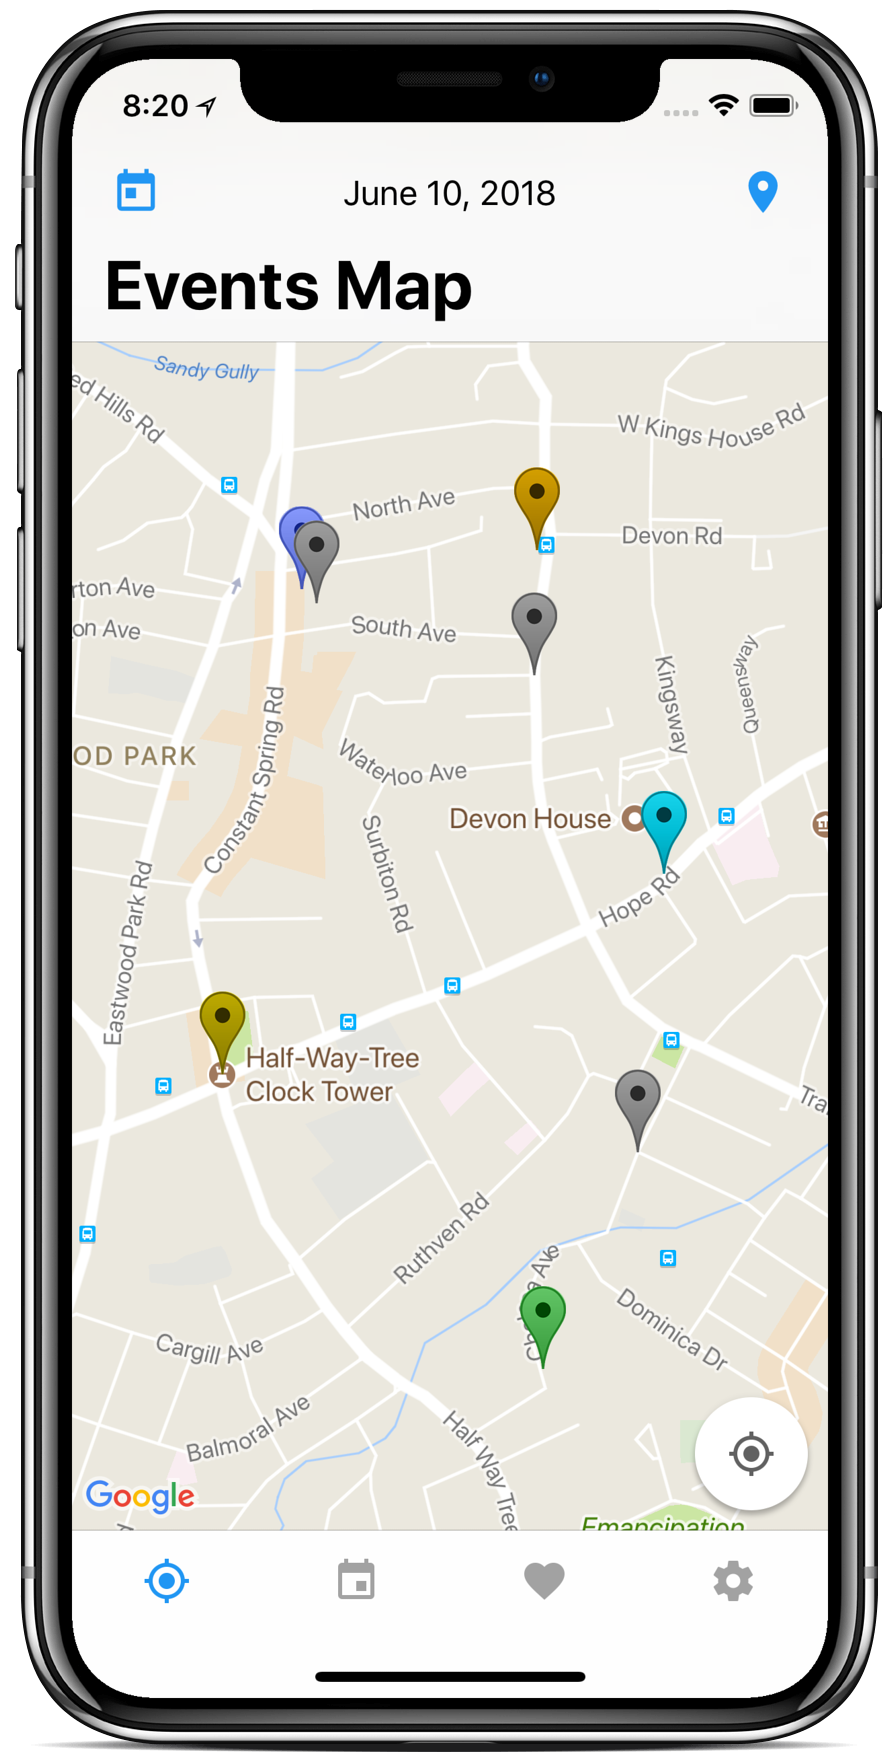 8:20
June 10, 2018
Events Map
Sandy Gully
ed Hills Rd
W Kings House Rd
North Ave
Devon Rd
rton Ave
on Ave
South Ave
Kingsway
Queensway
Constant Spring Rd
OD PARK
Waterloo Ave
Devon House
Surbiton Rd
Hope Rd
Eastwood Park Rd
Half-Way-Tree
Clock Tower
Tra
Ruthven Rd
Dominica Dr
Cargill Ave
Balmoral Ave
Half Way Tree
Google
Emancipation